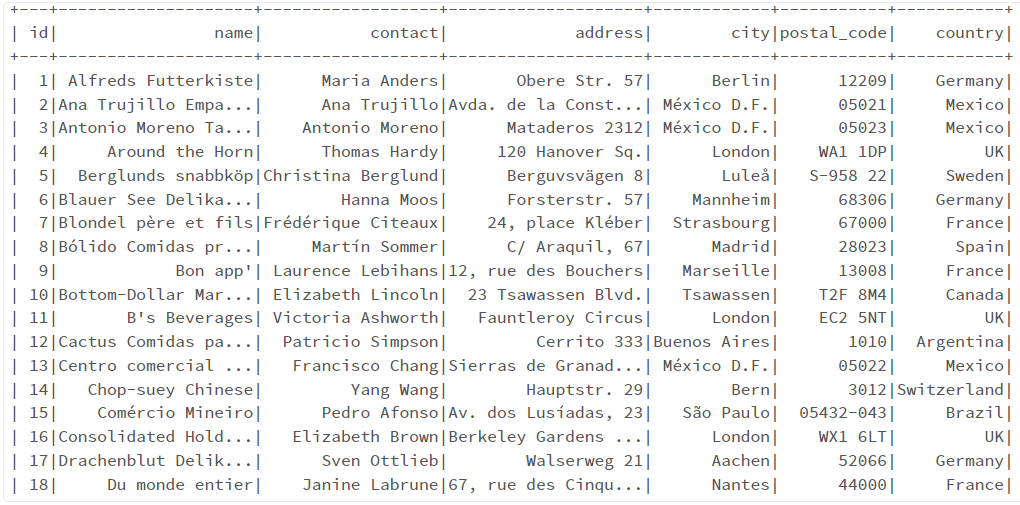 +---+--------------------+------------------+--------------------+------------+-----------+-----------+
| id|                name|           contact|             address|        city|postal_code|    country|
+---+--------------------+------------------+--------------------+------------+-----------+-----------+
|  1| Alfreds Futterkiste|      Maria Anders|       Obere Str. 57|      Berlin|      12209|    Germany|
|  2|Ana Trujillo Empa...|      Ana Trujillo|Avda. de la Const...| México D.F.|      05021|     Mexico|
|  3|Antonio Moreno Ta...|    Antonio Moreno|      Mataderos 2312| México D.F.|      05023|     Mexico|
|  4|     Around the Horn|      Thomas Hardy|     120 Hanover Sq.|      London|    WA1 1DP|         UK|
|  5|  Berglunds snabbköp|Christina Berglund|      Berguvsvägen 8|       Luleå|   S-958 22|     Sweden|
|  6|Blauer See Delika...|        Hanna Moos|      Forsterstr. 57|    Mannheim|      68306|    Germany|
|  7|Blondel père et fils|Frédérique Citeaux|    24, place Kléber|  Strasbourg|      67000|     France|
|  8|Bólido Comidas pr...|     Martín Sommer|      C/ Araquil, 67|      Madrid|      28023|      Spain|
|  9|            Bon app'| Laurence Lebihans|12, rue des Bouchers|   Marseille|      13008|     France|
| 10|Bottom-Dollar Mar...| Elizabeth Lincoln|  23 Tsawassen Blvd.|   Tsawassen|    T2F 8M4|     Canada|
| 11|       B's Beverages| Victoria Ashworth|   Fauntleroy Circus|      London|    EC2 5NT|         UK|
| 12|Cactus Comidas pa...|  Patricio Simpson|         Cerrito 333|Buenos Aires|       1010|  Argentina|
| 13|Centro comercial ...|   Francisco Chang|Sierras de Granad...| México D.F.|      05022|     Mexico|
| 14|   Chop-suey Chinese|         Yang Wang|        Hauptstr. 29|        Bern|       3012|Switzerland|
| 15|    Comércio Mineiro|      Pedro Afonso|Av. dos Lusíadas, 23|   São Paulo|  05432-043|     Brazil|
| 16|Consolidated Hold...|   Elizabeth Brown|Berkeley Gardens ...|      London|    WX1 6LT|         UK|
| 17|Drachenblut Delik...|      Sven Ottlieb|        Walserweg 21|      Aachen|      52066|    Germany|
| 18|     Du monde entier|    Janine Labrune|67, rue des Cinqu...|      Nantes|      44000|     France|